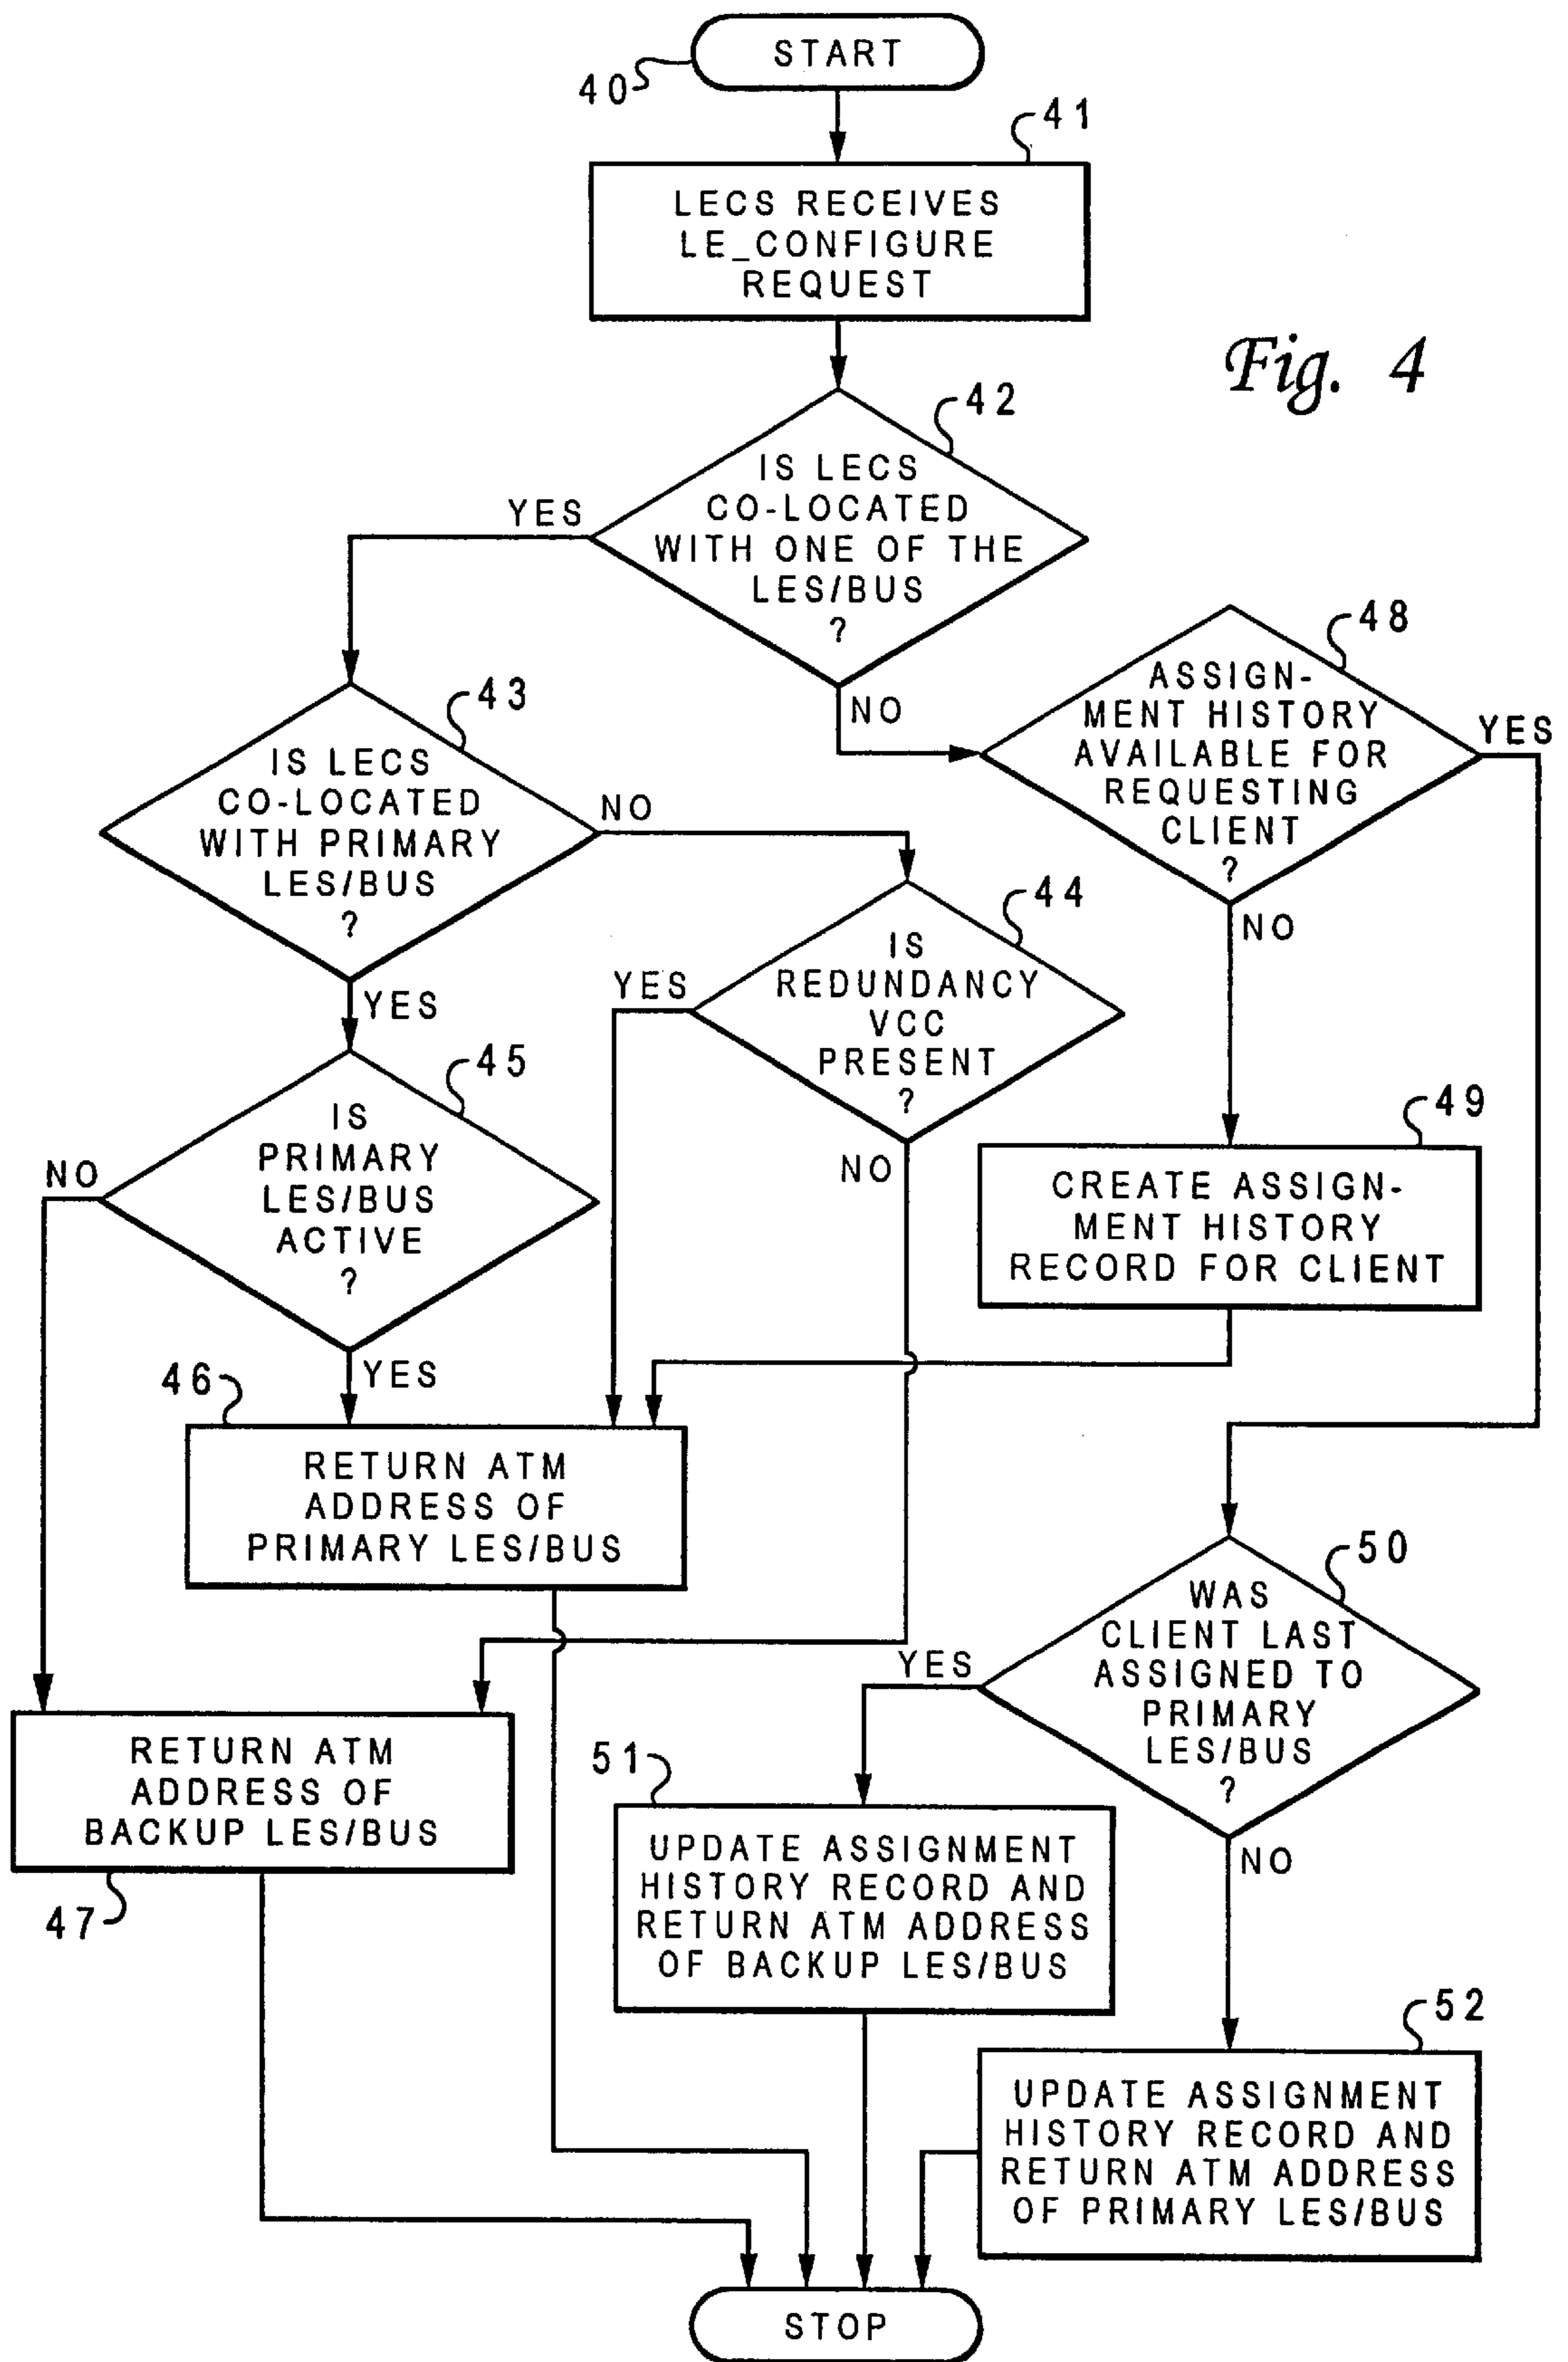 START
40
41
LECS RECEIVES
LE_CONFIGURE
REQUEST
Fig. 4
42
IS LECS
CO-LOCATED
WITH ONE OF THE
LES/BUS
?
YES
NO
48
ASSIGN-
MENT HISTORY
AVAILABLE FOR
REQUESTING
CLIENT
?
YES
NO
43
IS LECS
CO-LOCATED
WITH PRIMARY
LES/BUS
?
NO
YES
44
IS
REDUNDANCY
VCC
PRESENT
?
YES
NO
45
IS
PRIMARY
LES/BUS
ACTIVE
?
NO
YES
49
CREATE ASSIGN-
MENT HISTORY
RECORD FOR CLIENT
46
RETURN ATM
ADDRESS OF
PRIMARY LES/BUS
50
WAS
CLIENT LAST
ASSIGNED TO
PRIMARY
LES/BUS
?
YES
NO
RETURN ATM
ADDRESS OF
BACKUP LES/BUS
47
51
UPDATE ASSIGNMENT
HISTORY RECORD AND
RETURN ATM ADDRESS
OF BACKUP LES/BUS
52
UPDATE ASSIGNMENT
HISTORY RECORD AND
RETURN ATM ADDRESS
OF PRIMARY LES/BUS
STOP